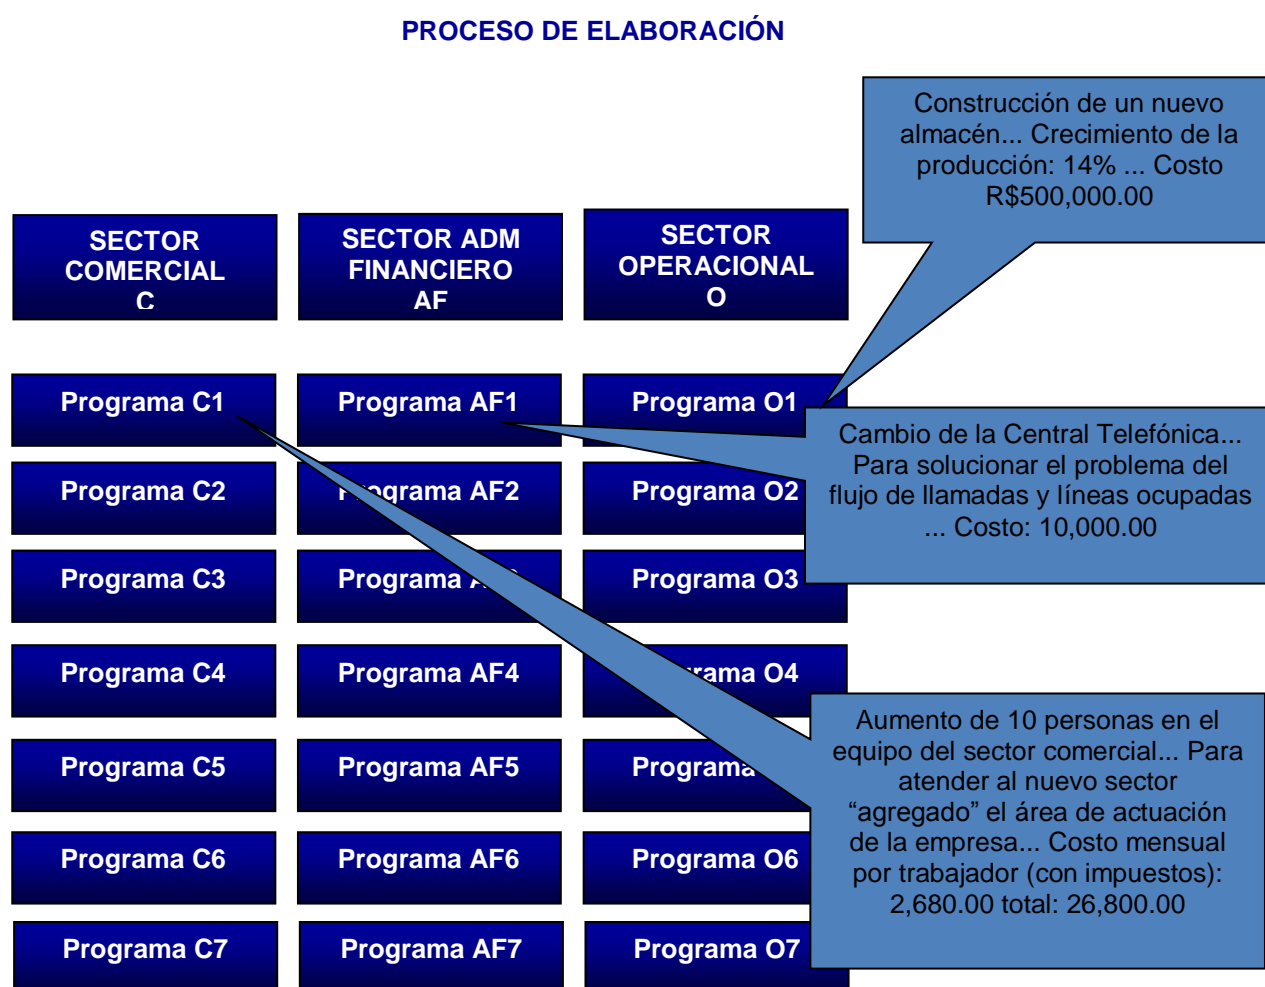 PROCESO DE ELABORACIÓN
Construcción de un nuevo
almacén... Crecimiento de la
producción: 14% ... Costo
R$500,000.00
SECTOR
COMERCIAL
C
SECTOR ADM
FINANCIERO
AF
SECTOR
OPERACIONAL
O
Programa C1
Programa AF1
Programa O1
Cambio de la Central Telefónica...
Para solucionar el problema del
flujo de llamadas y líneas ocupadas
... Costo: 10,000.00
Programa C2
Programa AF2
Programa O2
Programa C3
Programa
Programa O3
Programa C4
Programa AF4
Programa O4
Aumento de 10 personas en el
equipo del sector comercial... Para
atender al nuevo sector
“agregado” el área de actuación
de la empresa... Costo mensual
por trabajador (con impuestos):
2,680.00 total: 26,800.00
Programa C5
Programa AF5
Programa
Programa C6
Programa AF6
Programa O6
Programa C7
Programa AF7
Programa O7